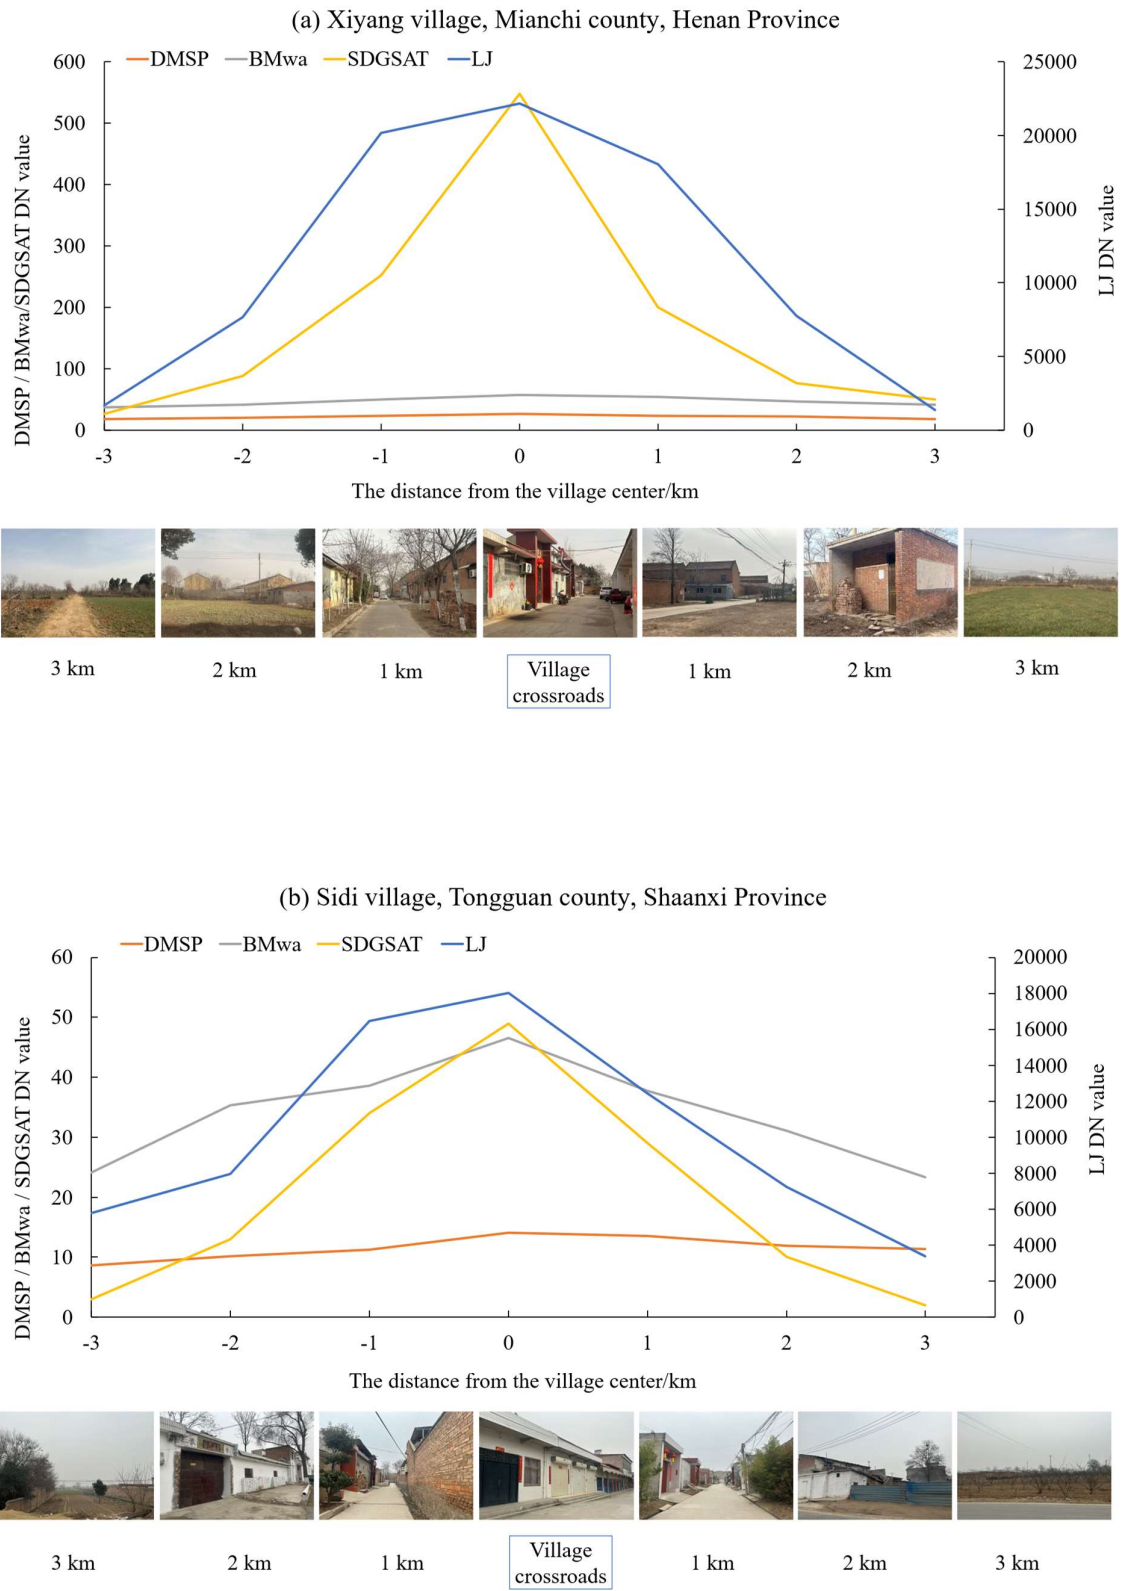 (a) Xiyang village, Mianchi county, Henan Province
DMSP BMwa SDGSAT LJ
600
500
400
300
200
100
0
DMSP / BMwa/SDGSAT DN value
25000
20000
15000
10000
5000
0
LJ DN value
-3 -2 -1 0 1 2 3
The distance from the village center/km
3 km 2 km 1 km Village 1 km 2 km 3 km
crossroads
(b) Sidi village, Tongguan county, Shaanxi Province
DMSP BMwa SDGSAT LJ
60
50
40
30
20
10
0
DMSP / BMwa / SDGSAT DN value
20000
18000
16000
14000
12000
10000
8000
6000
4000
2000
0
LJ DN value
-3 -2 -1 0 1 2 3
The distance from the village center/km
3 km 2 km 1 km Village 1 km 2 km 3 km
crossroads